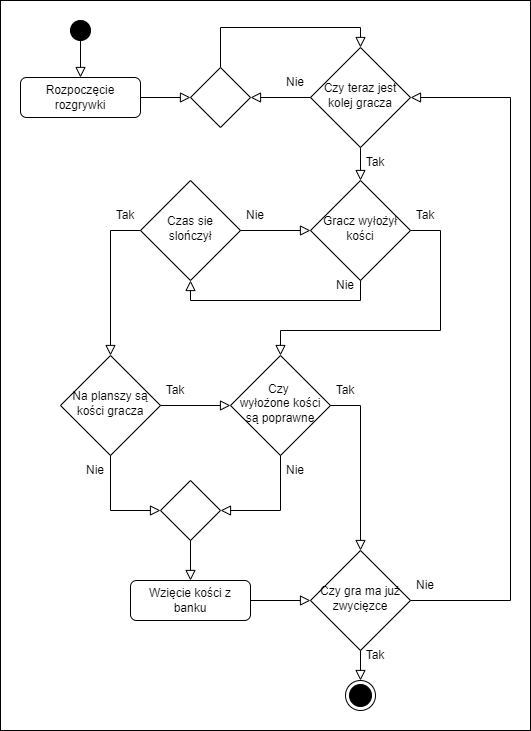 Rozpoczęcie
rozgrywki
Nie
Czy teraz jest
kolej gracza
Tak
Tak
Czas sie
slończył
Nie
Gracz wyłożył
kości
Tak
Nie
Na planszy są
kości gracza
Tak
Czy
wyłożone kości
są poprawne
Tak
Nie
Nie
Wzięcie kości z
banku
Czy gra ma już
zwycięzce
Nie
Tak